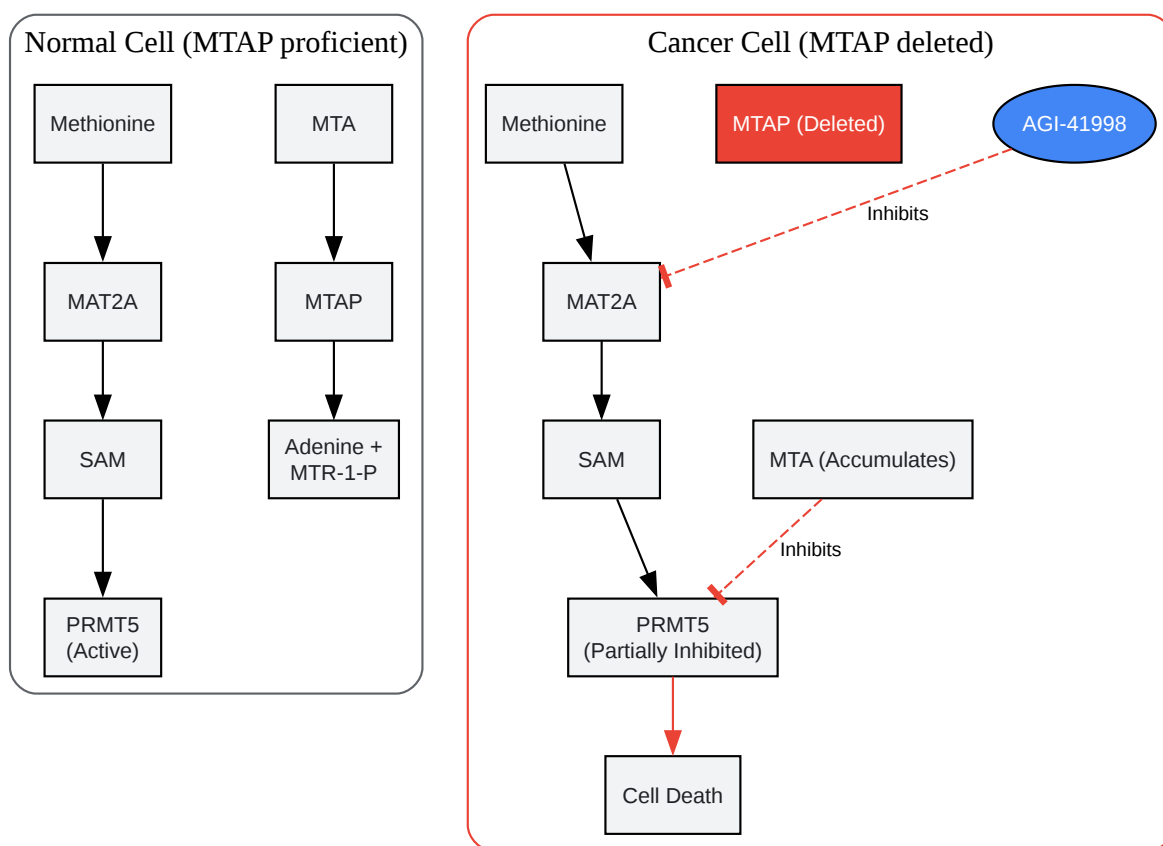 Normal Cell (MTAP proficient)
Methionine
MTA
MAT2A
MTAP
SAM
Adenine +
MTR-1-P
PRMT5
(Active)
Cancer Cell (MTAP deleted)
Methionine
MTAP (Deleted)
AGI-41998
Inhibits
MAT2A
SAM
MTA (Accumulates)
Inhibits
PRMT5
(Partially Inhibited)
Cell Death